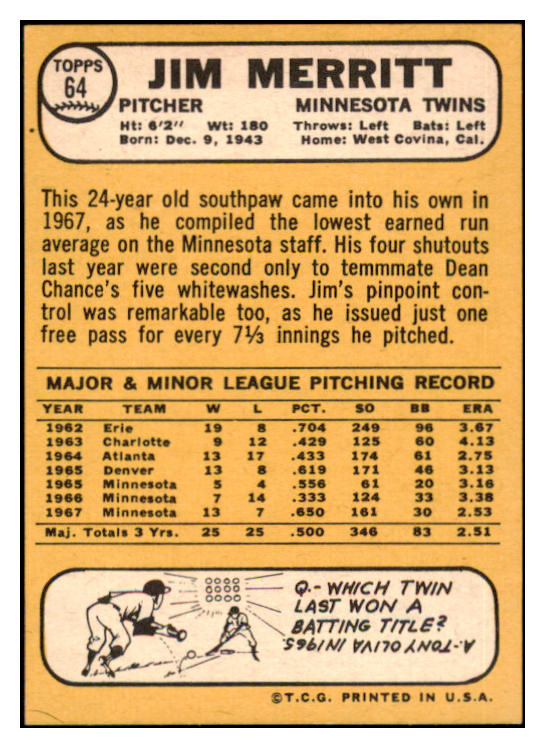 TOPPS
64
JIM MERRITT
PITCHER MINNESOTA TWINS
Ht: 6'2" Wt: 180 Throws: Left Bats: Left
Born: Dec. 9, 1943 Home: West Covina, Cal.
This 24-year old southpaw came into his own in
1967, as he compiled the lowest earned run
average on the Minnesota staff. His four shutouts
last year were second only to temmmate Dean
Chance's five whitewashes. Jim's pinpoint con-
trol was remarkable too, as he issued just one
free pass for every 7⅓ innings he pitched.
MAJOR & MINOR LEAGUE PITCHING RECORD
YEAR TEAM W L PCT. SO BB ERA
1962 Erie 19 8 .704 249 96 3.67
1963 Charlotte 9 12 .429 125 60 4.13
1964 Atlanta 13 17 .433 174 61 2.75
1965 Denver 13 8 .619 171 46 3.13
1965 Minnesota 5 4 .556 61 20 3.16
1966 Minnesota 7 14 .333 124 33 3.38
1967 Minnesota 13 7 .650 161 30 2.53
Maj. Totals 3 Yrs. 25 25 .500 346 83 2.51
Q.- WHICH TWIN
LAST WON A
BATTING TITLE?
A.- TONY OLIVA IN 1965.
©T.C.G. PRINTED IN U.S.A.